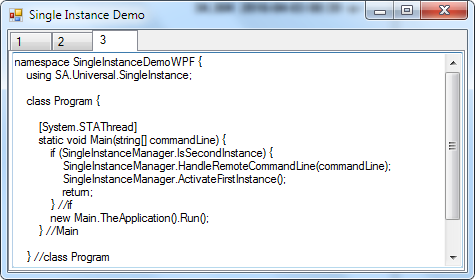 Single Instance Demo
1 2 3
namespace SingleInstanceDemoWPF {
using SA.Universal.SingleInstance;
class Program {
[System.STAThread]
static void Main(string[] commandLine) {
if (SingleInstanceManager.IsSecondInstance) {
SingleInstanceManager.HandleRemoteCommandLine(commandLine);
SingleInstanceManager.ActivateFirstInstance();
return;
} //if
new Main.TheApplication().Run();
} //Main
} //class Program